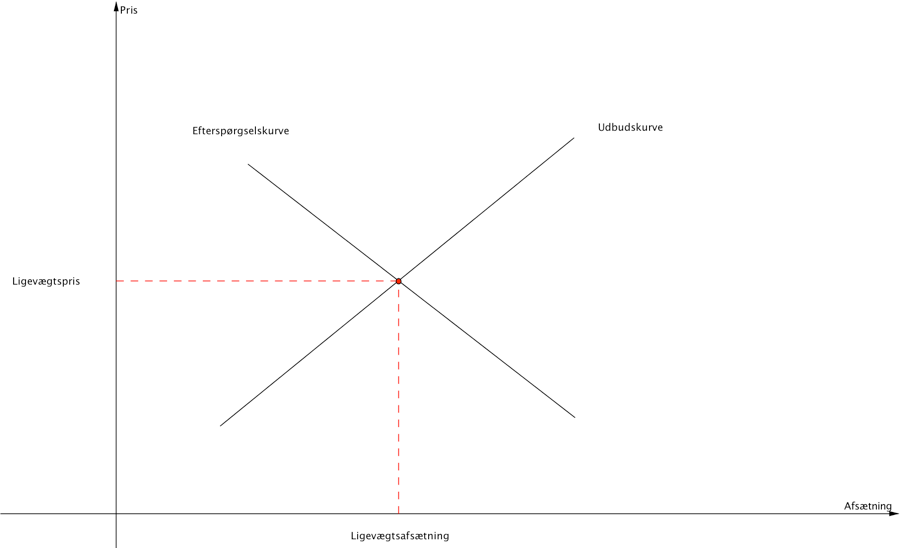 Pris
Efterspørgselskurve
Udbudskurve
Ligevægtspris
Afsætning
Ligevægtsafsætning